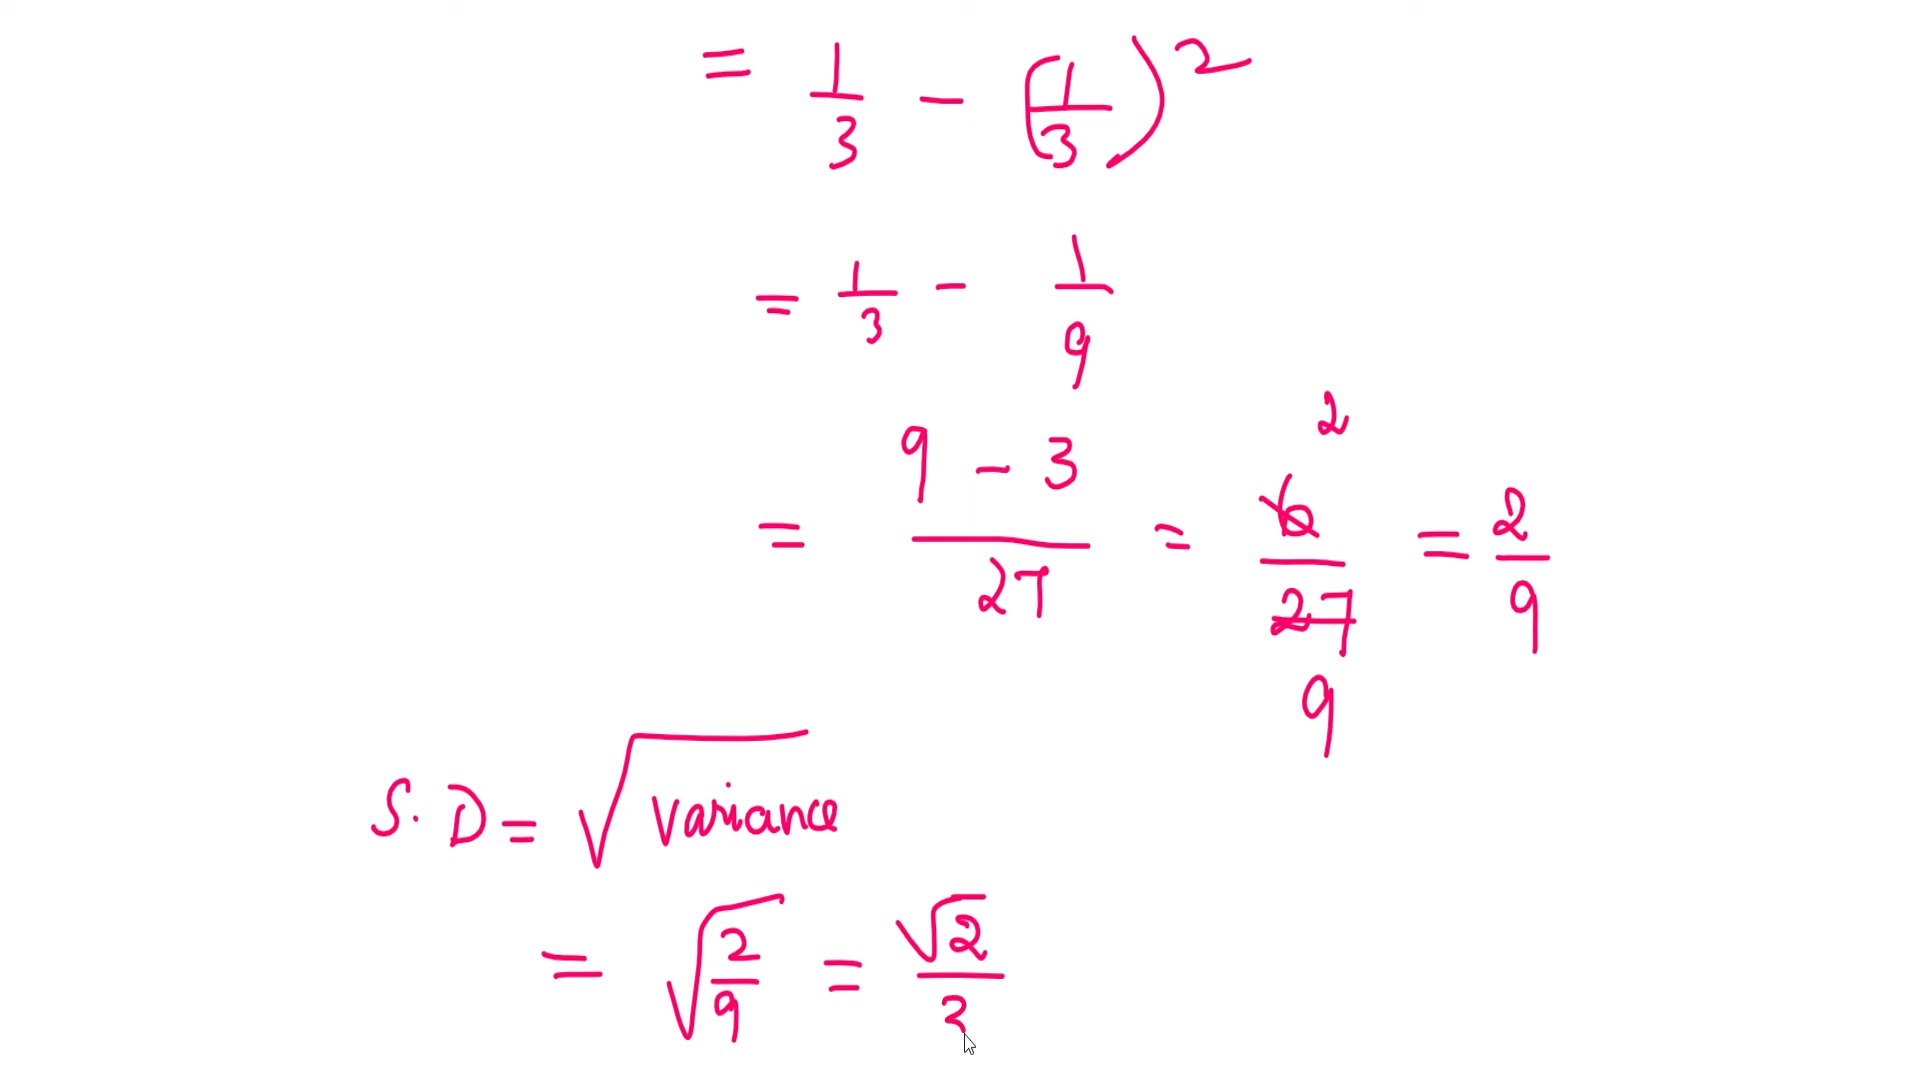 = 1/3 - (1/3)²
= 1/3 - 1/9
= (9 - 3)/27 = 6/27 = 2/9
2
9
S.D = √variance
= √(2/9) = √2/3